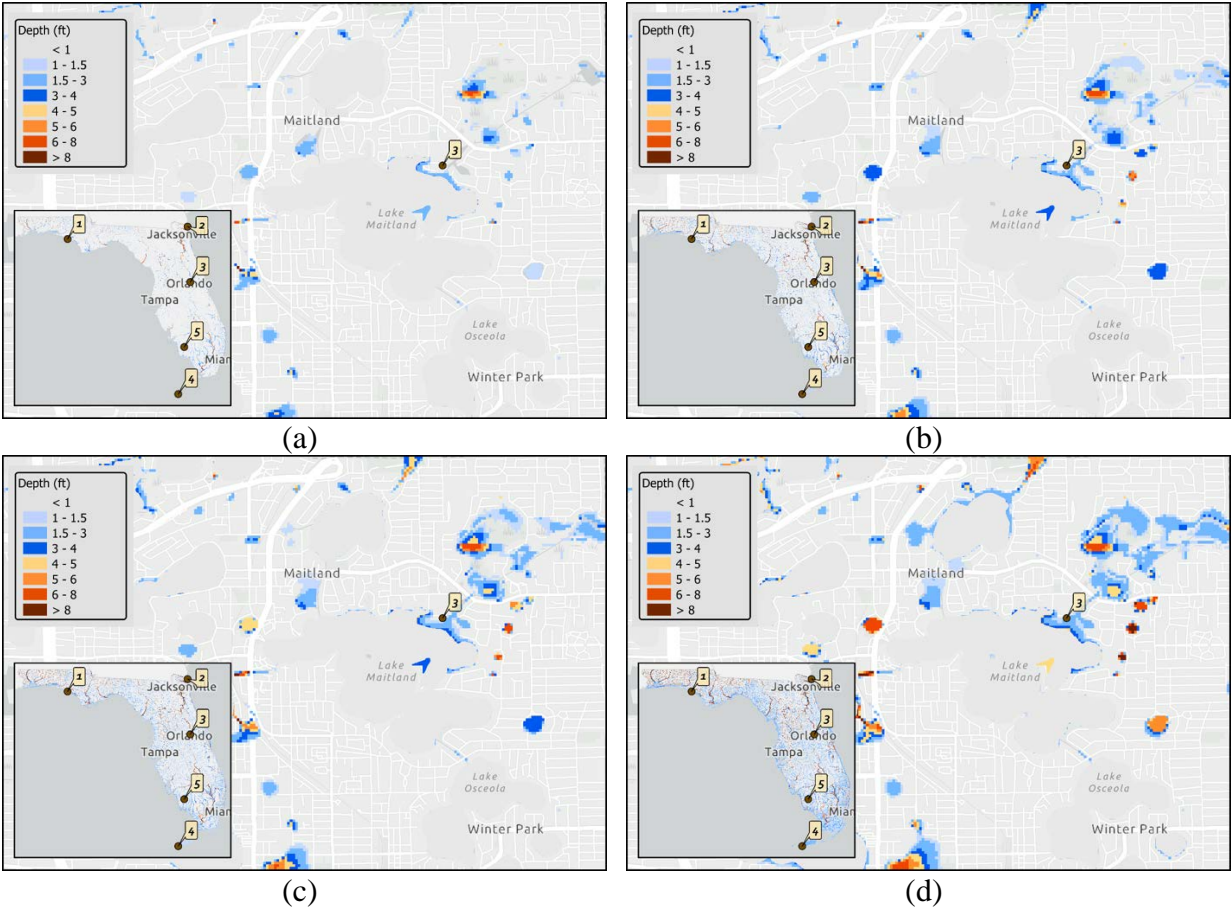 Depth (ft)
< 1
1 - 1.5
1.5 - 3
3 - 4
4 - 5
5 - 6
6 - 8
> 8
Maitland
3
Lake
Maitland
Lake
Osceola
Winter Park
1
2
Jacksonville
3
Orlando
Tampa
5
Miar
4
(a)
Depth (ft)
< 1
1 - 1.5
1.5 - 3
3 - 4
4 - 5
5 - 6
6 - 8
> 8
Maitland
3
Lake
Maitland
Lake
Osceola
Winter Park
1
2
Jacksonville
3
Orlando
Tampa
5
Miar
4
(b)
Depth (ft)
< 1
1 - 1.5
1.5 - 3
3 - 4
4 - 5
5 - 6
6 - 8
> 8
Maitland
3
Lake
Maitland
Lake
Osceola
Winter Park
1
2
Jacksonville
3
Orlando
Tampa
5
Miar
4
(c)
Depth (ft)
< 1
1 - 1.5
1.5 - 3
3 - 4
4 - 5
5 - 6
6 - 8
> 8
Maitland
3
Lake
Maitland
Lake
Osceola
Winter Park
1
2
Jacksonville
3
Orlando
Tampa
5
Miar
4
(d)